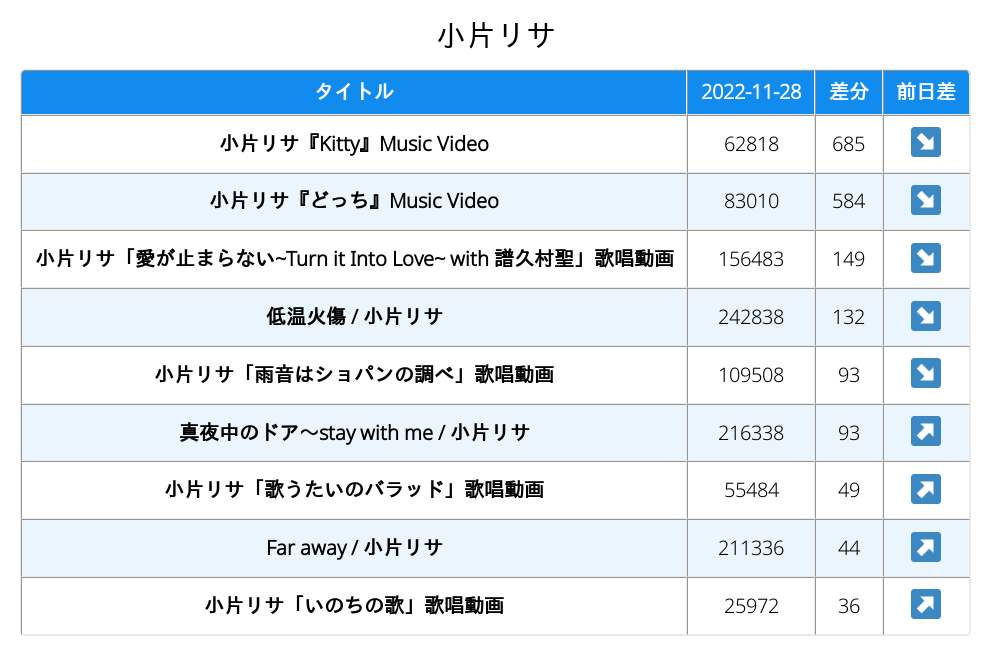 小片リサ
タイトル 2022-11-28 差分 前日差
小片リサ『Kitty』Music Video 62818 685 ↘
小片リサ『どっち』Music Video 83010 584 ↘
小片リサ「愛が止まらない~Turn it Into Love~ with 譜久村聖」歌唱動画 156483 149 ↘
低温火傷 / 小片リサ 242838 132 ↘
小片リサ「雨音はショパンの調べ」歌唱動画 109508 93 ↘
真夜中のドア〜stay with me / 小片リサ 216338 93 ↗
小片リサ「歌うたいのバラッド」歌唱動画 55484 49 ↗
Far away / 小片リサ 211336 44 ↗
小片リサ「いのちの歌」歌唱動画 25972 36 ↗